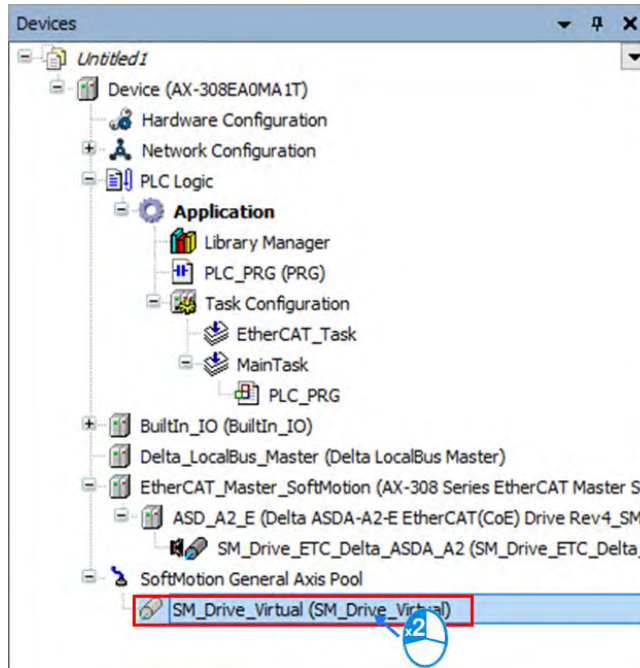 Devices
Untitled1
Device (AX-308EA0MA1T)
Hardware Configuration
Network Configuration
PLC Logic
Application
Library Manager
PLC_PRG (PRG)
Task Configuration
EtherCAT_Task
MainTask
PLC_PRG
BuiltIn_IO (BuiltIn_IO)
Delta_LocalBus_Master (Delta LocalBus Master)
EtherCAT_Master_SoftMotion (AX-308 Series EtherCAT Master S
ASD_A2_E (Delta ASDA-A2-E EtherCAT(CoE) Drive Rev4_SM
SM_Drive_ETC_Delta_ASDA_A2 (SM_Drive_ETC_Delta_
SoftMotion General Axis Pool
SM_Drive_Virtual (SM_Drive_Virtual)
x2